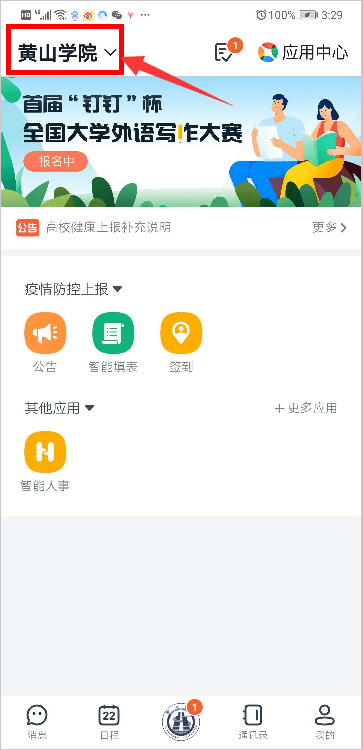 100% 3:29
黄山学院
1
应用中心
首届“钉钉”杯
全国大学外语写作大赛
报名中
公告 高校健康上报补充说明 更多
疫情防控上报
公告 智能填表 签到
其他应用 +更多应用
智能人事
22 1
消息 日程 通讯录 我的